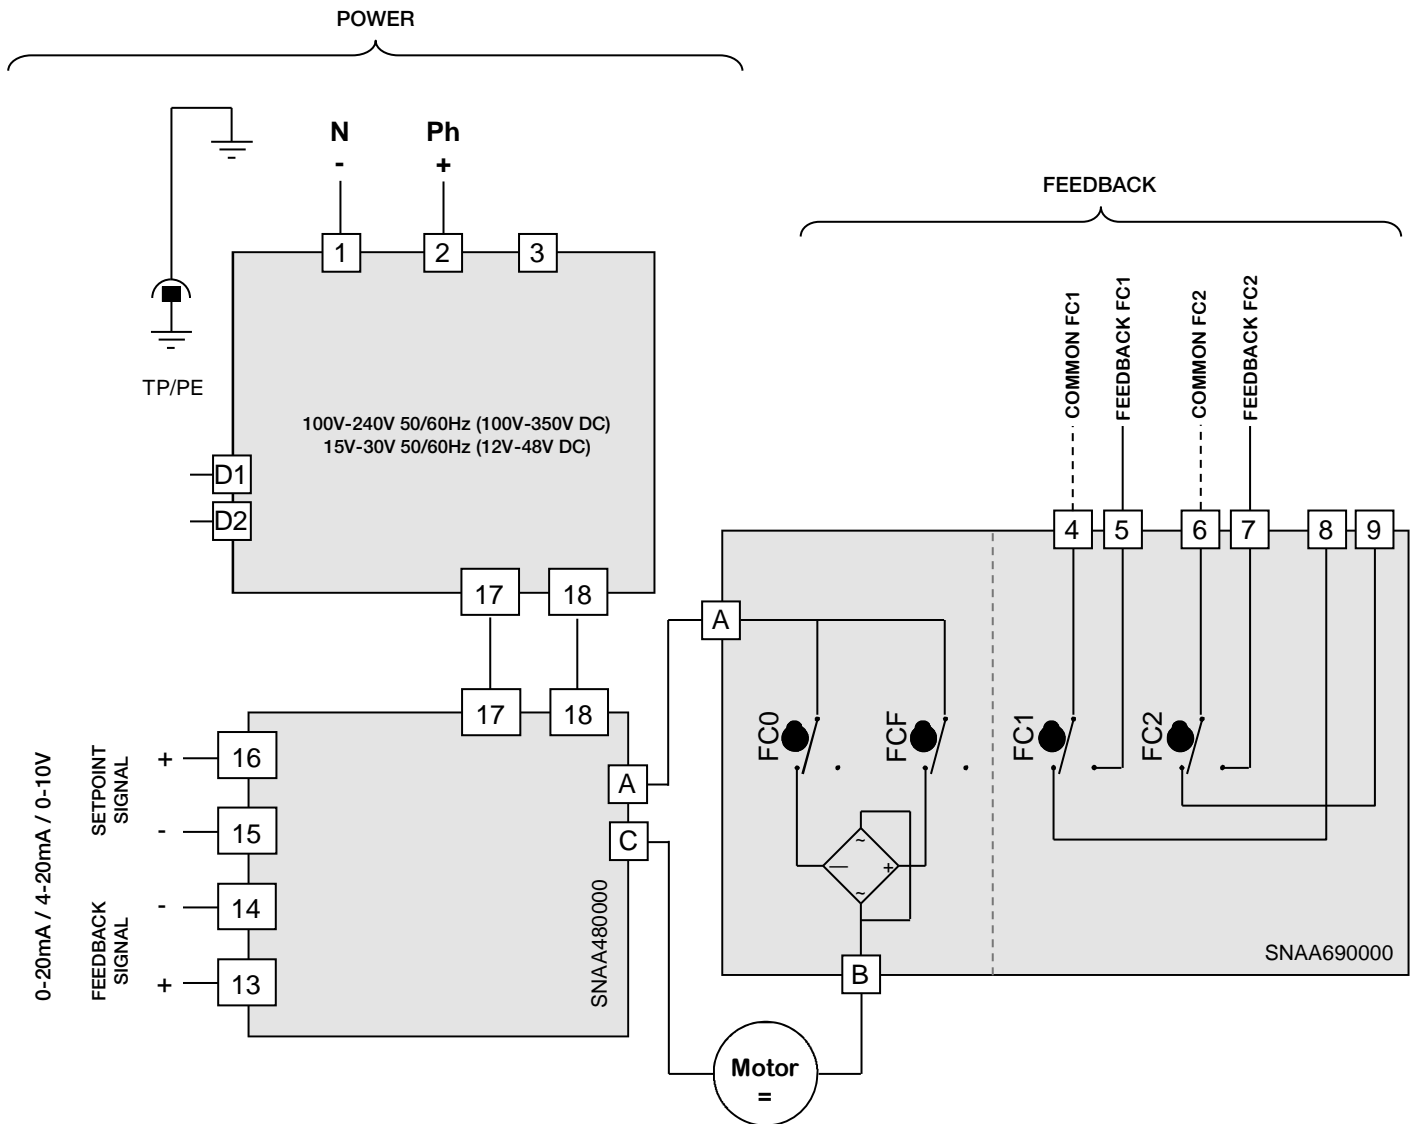 POWER
N
Ph
-
+
1
2
3
FEEDBACK
COMMON FC1
FEEDBACK FC1
COMMON FC2
FEEDBACK FC2
TP/PE
100V-240V 50/60Hz (100V-350V DC)
15V-30V 50/60Hz (12V-48V DC)
D1
D2
4
5
6
7
8
9
17
18
A
17
18
FC0
FCF
FC1
FC2
0-20mA / 4-20mA / 0-10V
SETPOINT
SIGNAL
+
16
-
15
A
C
FEEDBACK
SIGNAL
-
14
+
13
SNAA480000
~
—
+
~
SNAA690000
B
Motor
=